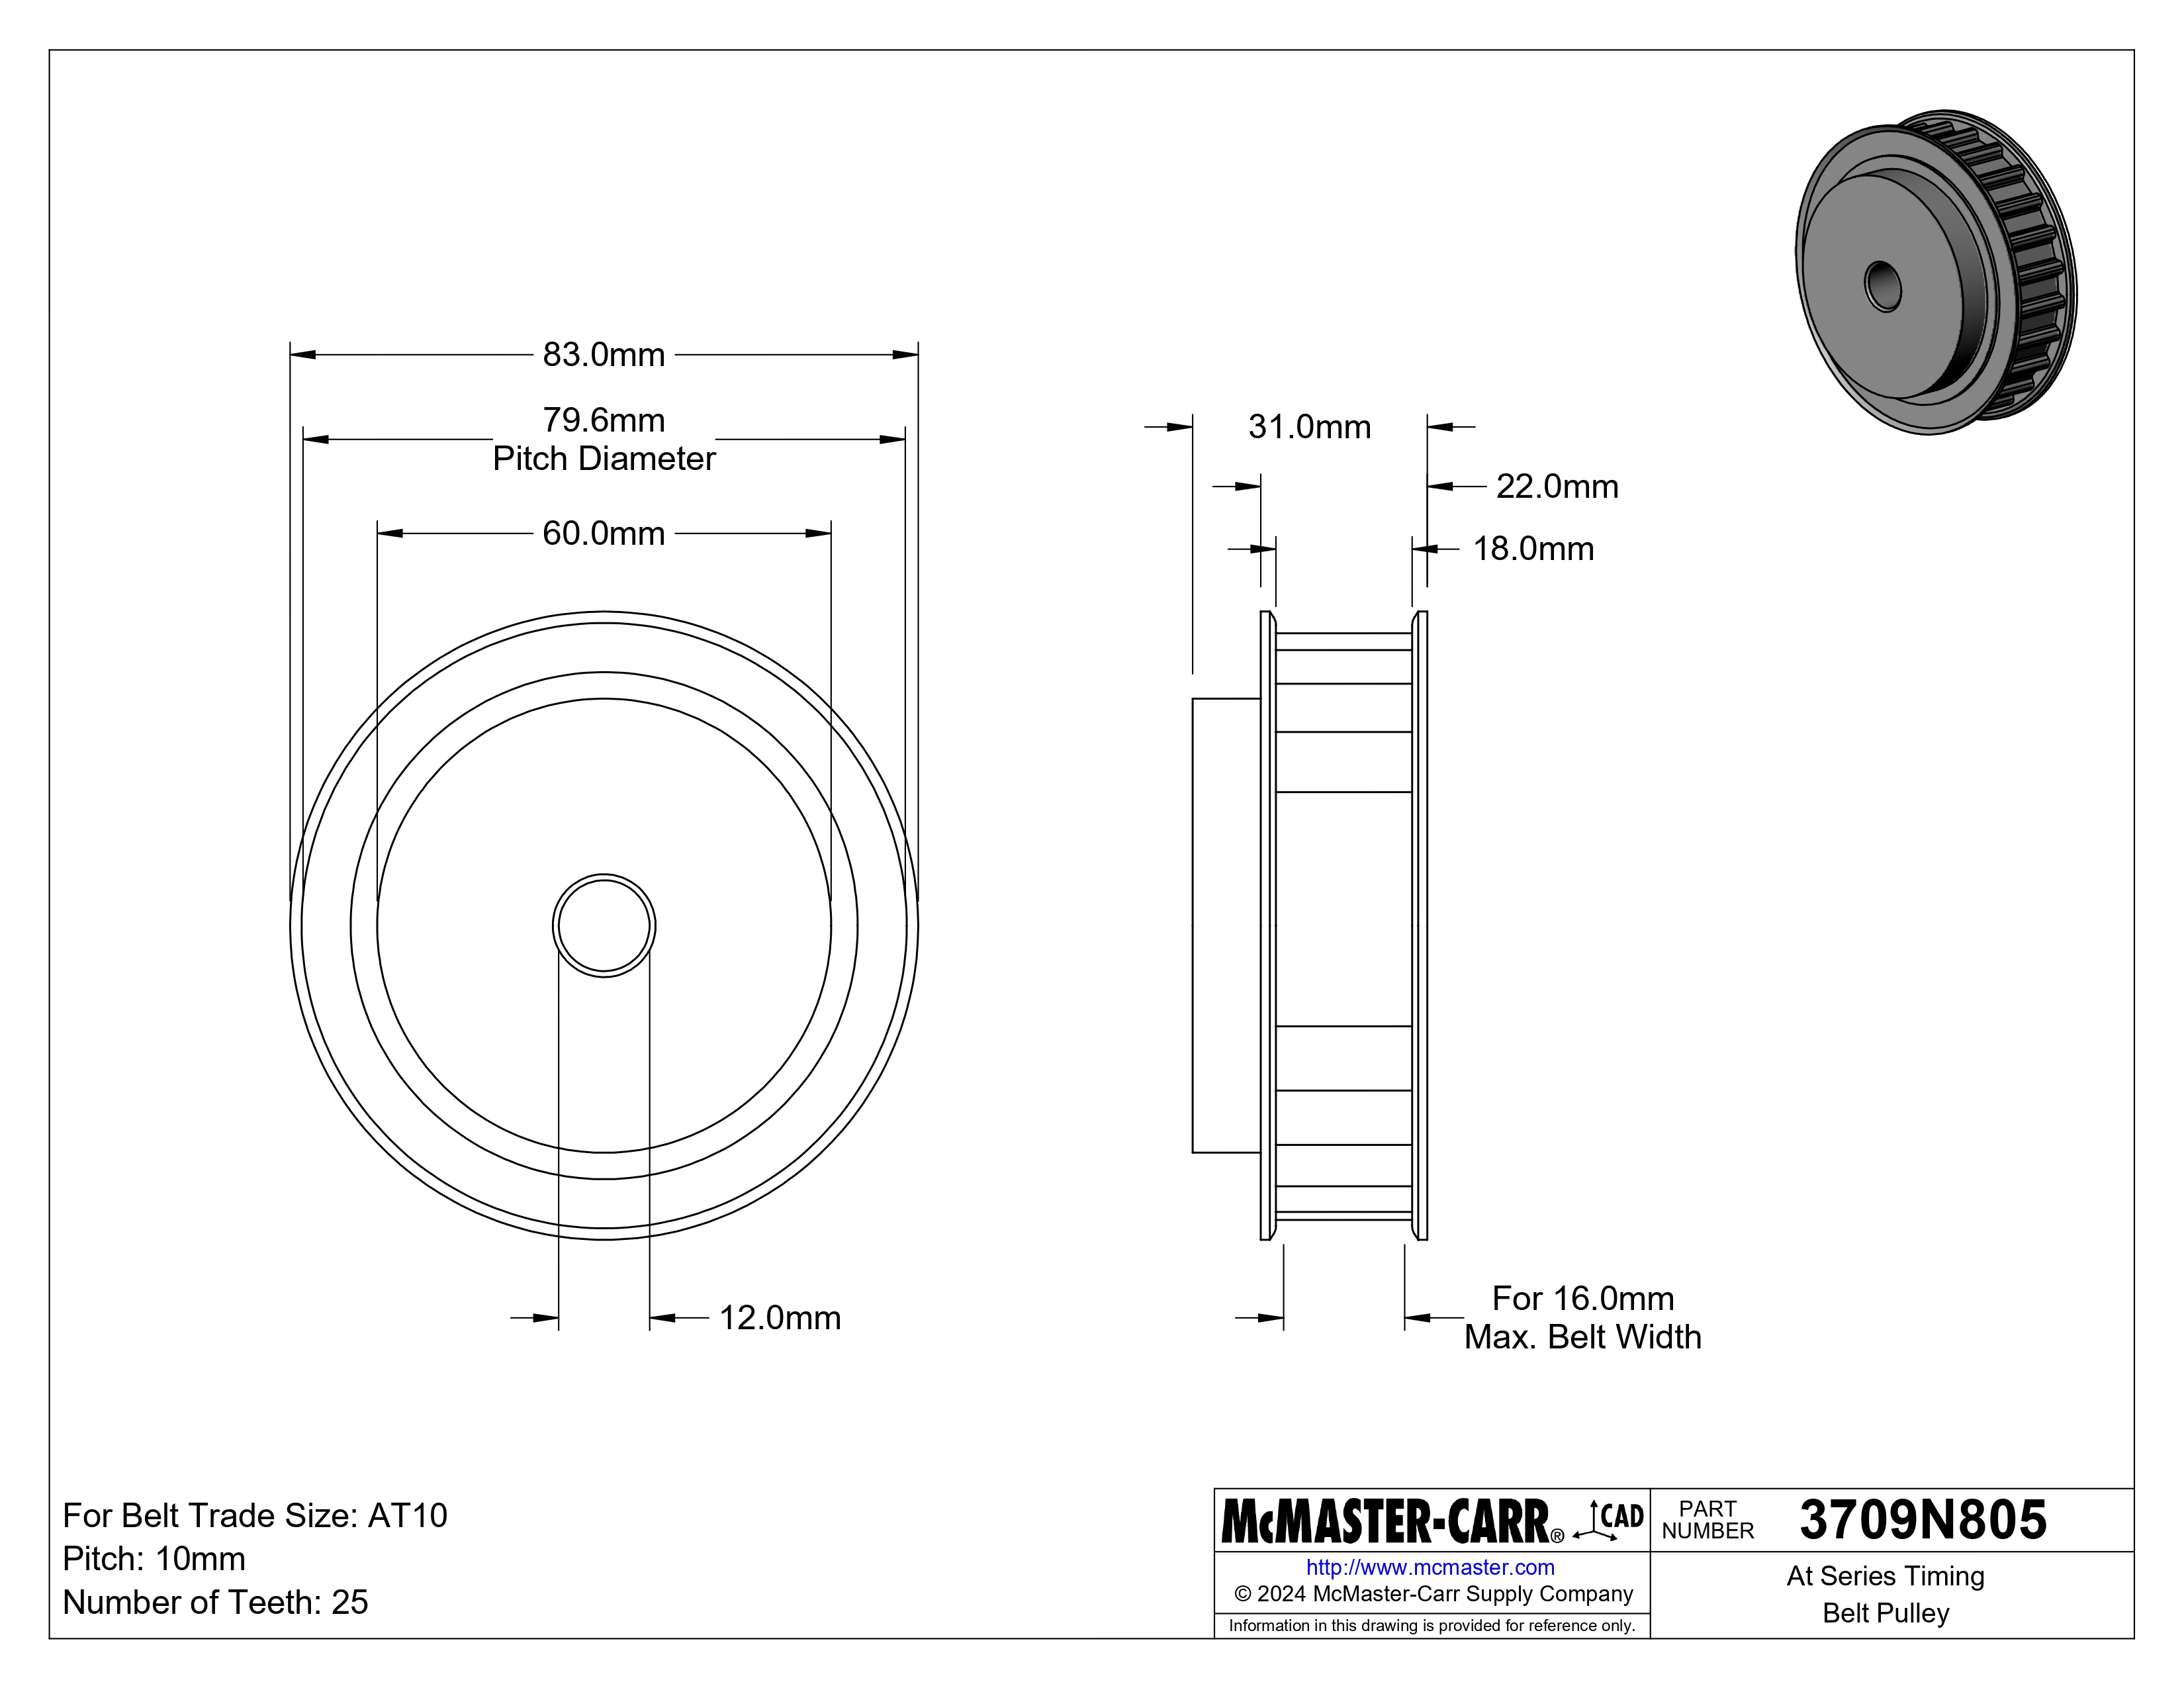 83.0mm
79.6mm
Pitch Diameter
60.0mm
12.0mm
31.0mm
22.0mm
18.0mm
For 16.0mm
Max. Belt Width
For Belt Trade Size: AT10
Pitch: 10mm
Number of Teeth: 25
McMASTER-CARR® CAD
http://www.mcmaster.com
© 2024 McMaster-Carr Supply Company
Information in this drawing is provided for reference only.
PART
NUMBER
3709N805
At Series Timing
Belt Pulley